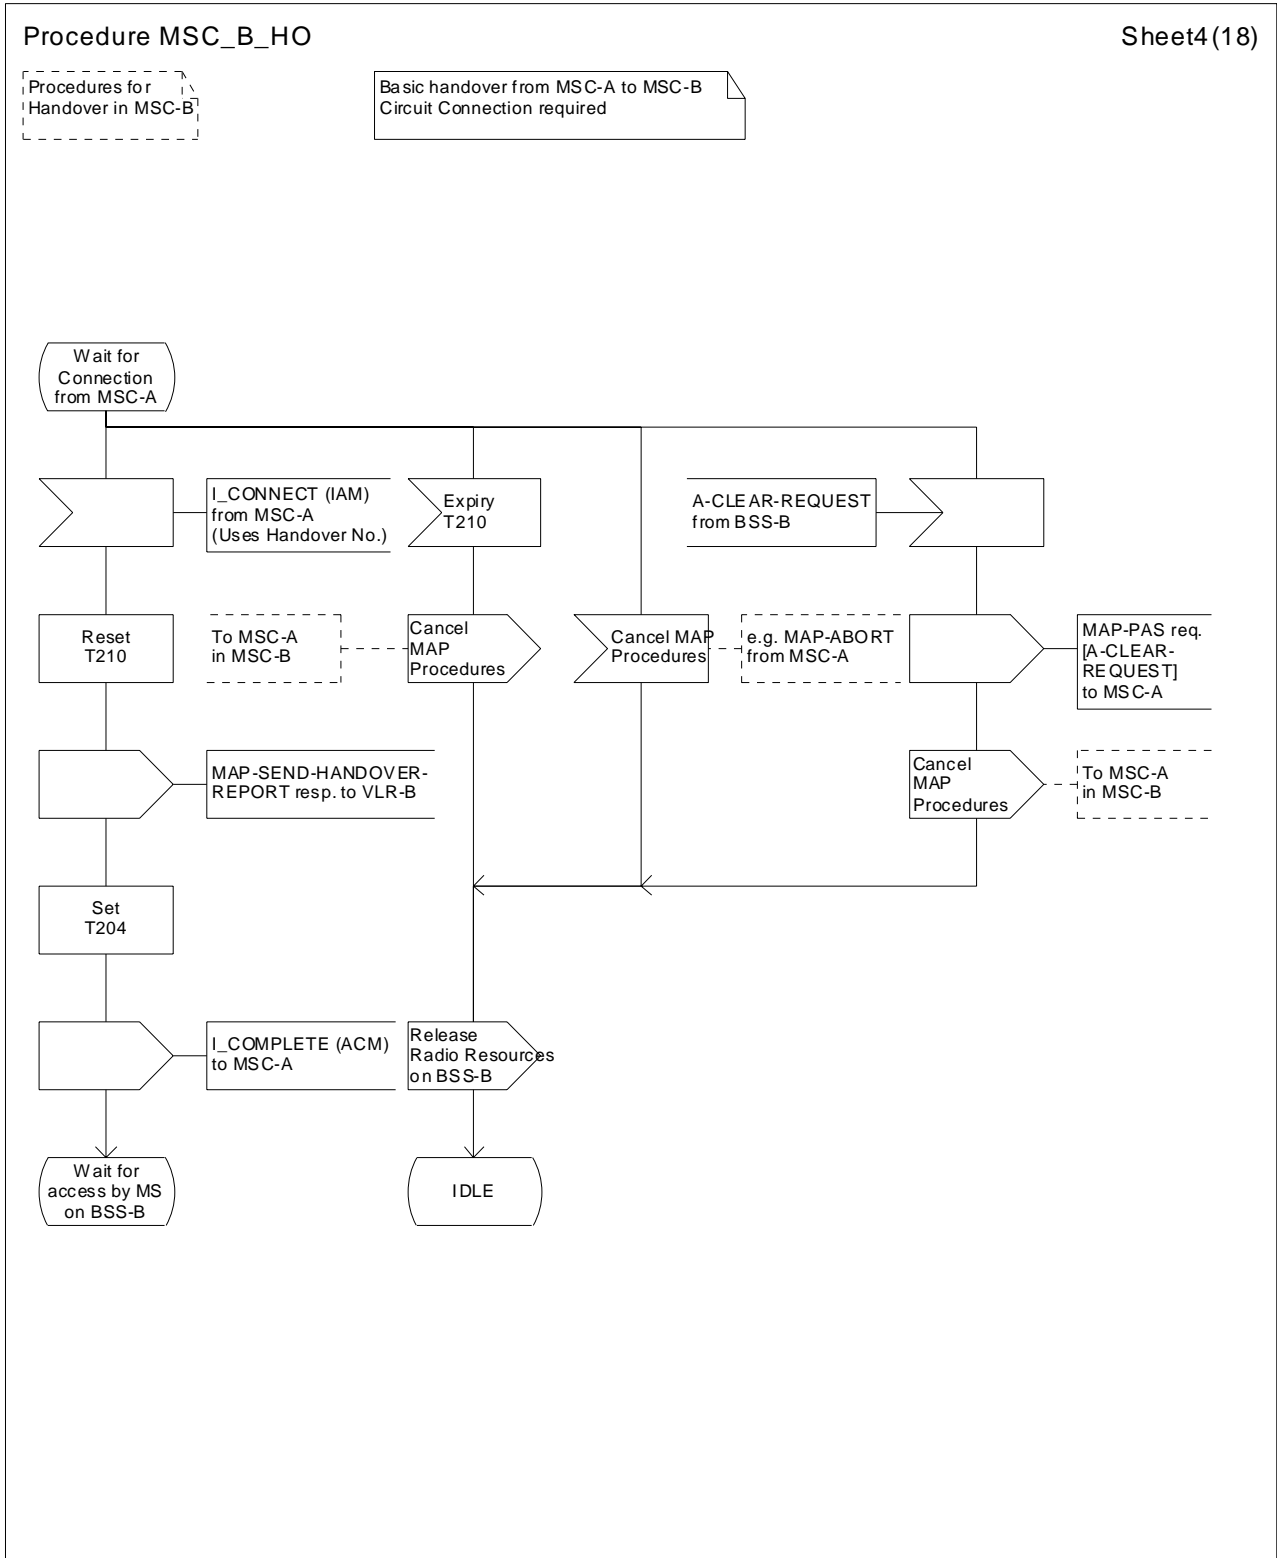 Procedure MSC_B_HO
Sheet4(18)
Procedures for
Handover in MSC-B
Basic handover from MSC-A to MSC-B
Circuit Connection required
Wait for
Connection
from MSC-A
I_CONNECT (IAM)
from MSC-A
(Uses Handover No.)
Expiry
T210
A-CLEAR-REQUEST
from BSS-B
Reset
T210
To MSC-A
in MSC-B
Cancel
MAP
Procedures
Cancel MAP
Procedures
e.g. MAP-ABORT
from MSC-A
MAP-PAS req.
[A-CLEAR-
REQUEST]
to MSC-A
MAP-SEND-HANDOVER-
REPORT resp. to VLR-B
Cancel
MAP
Procedures
To MSC-A
in MSC-B
Set
T204
I_COMPLETE (ACM)
to MSC-A
Release
Radio Resources
on BSS-B
Wait for
access by MS
on BSS-B
IDLE